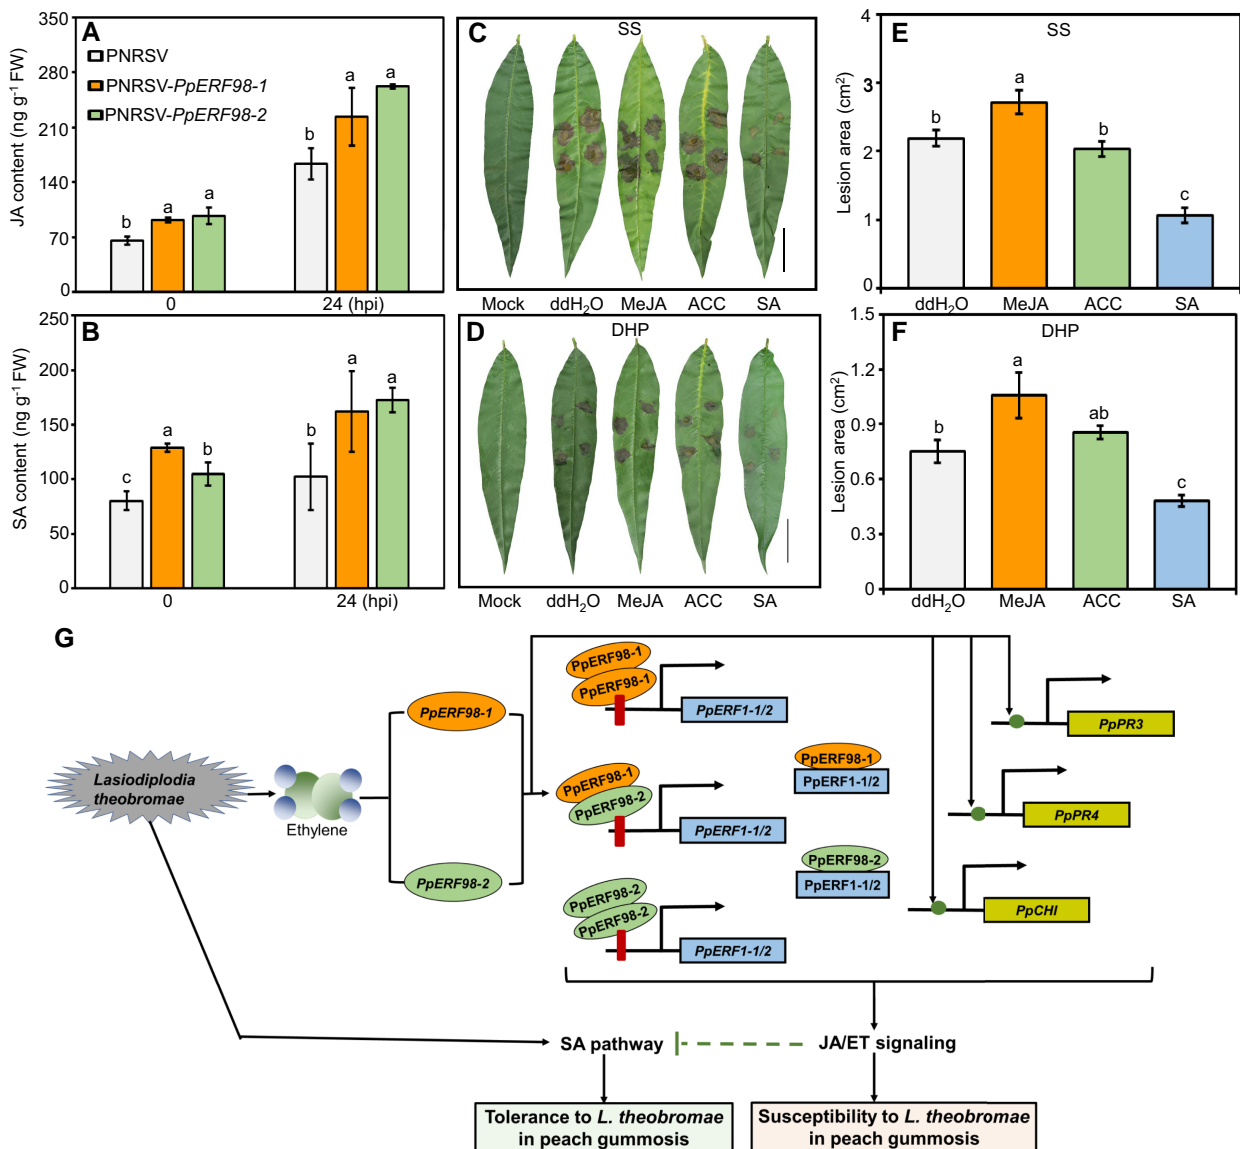 A
JA content (ng g-1 FW)
350
280
210
140
70
0
PNRSV
PNRSV-PpERF98-1
PNRSV-PpERF98-2
b
a
a
b
a
a
0
24 (hpi)
B
SA content (ng g-1 FW)
250
200
150
100
50
0
c
a
b
b
a
a
0
24 (hpi)
C
SS
Mock
ddH2O
MeJA
ACC
SA
D
DHP
Mock
ddH2O
MeJA
ACC
SA
E
SS
Lesion area (cm2)
4
3
2
1
0
b
a
b
c
ddH2O
MeJA
ACC
SA
F
DHP
Lesion area (cm2)
1.5
1.2
0.9
0.6
0.3
0
b
a
ab
c
ddH2O
MeJA
ACC
SA
G
Lasiodiplodia
theobromae
Ethylene
PpERF98-1
PpERF98-2
PpERF98-1
PpERF98-1
PpERF1-1/2
PpERF98-1
PpERF98-2
PpERF1-1/2
PpERF98-2
PpERF98-2
PpERF1-1/2
PpERF98-1
PpERF1-1/2
PpERF98-2
PpERF1-1/2
PpPR3
PpPR4
PpCHI
SA pathway
JA/ET signaling
Tolerance to L. theobromae
in peach gummosis
Susceptibility to L. theobromae
in peach gummosis